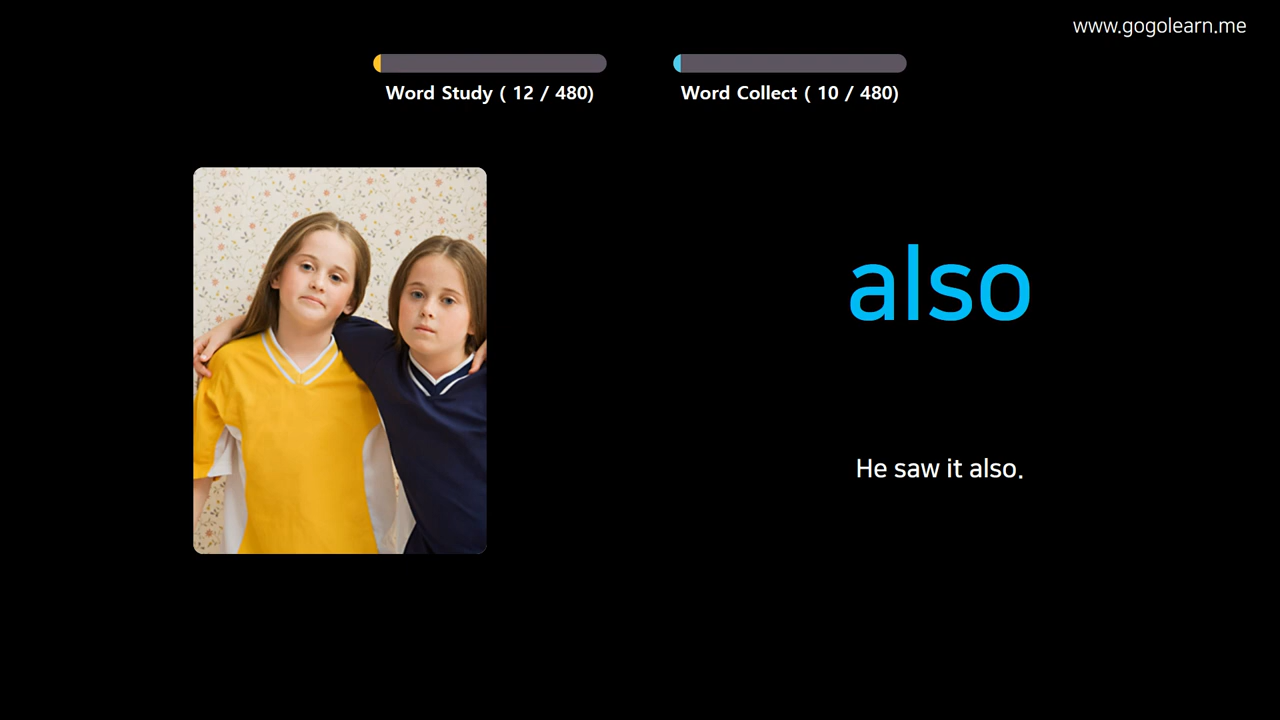 www.gogolearn.me
Word Study ( 12 / 480)
Word Collect ( 10 / 480)
also
He saw it also.